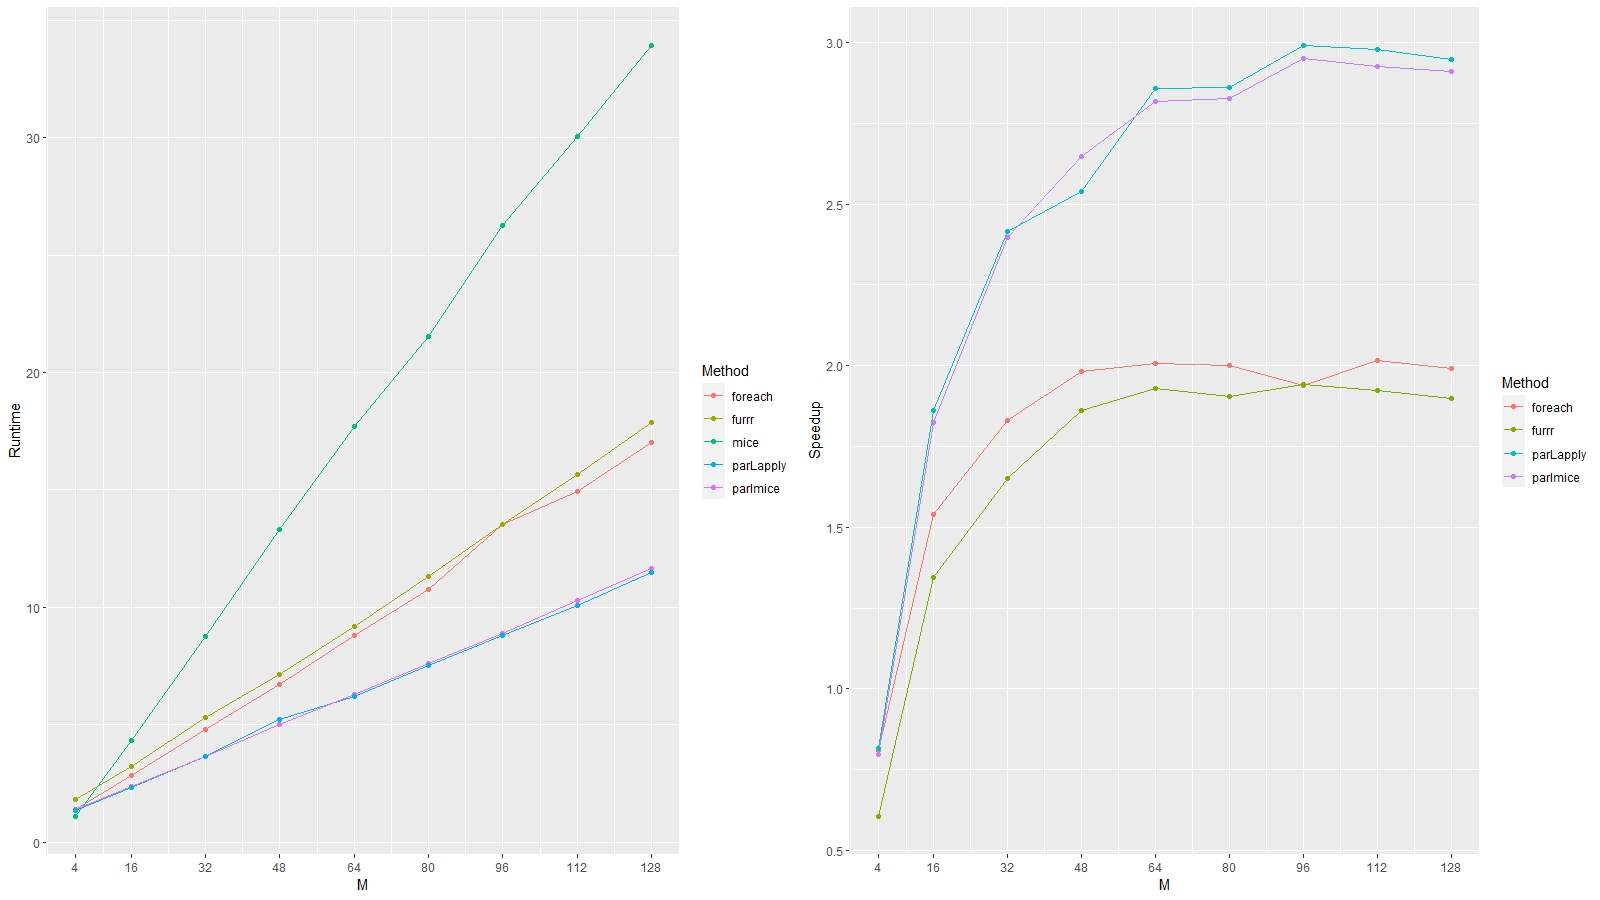 Runtime
30
20
10
0
4 16 32 48 64 80 96 112 128
M
Method
foreach
furrr
mice
parLapply
parlmice
Speedup
3.0
2.5
2.0
1.5
1.0
0.5
4 16 32 48 64 80 96 112 128
M
Method
foreach
furrr
parLapply
parlmice